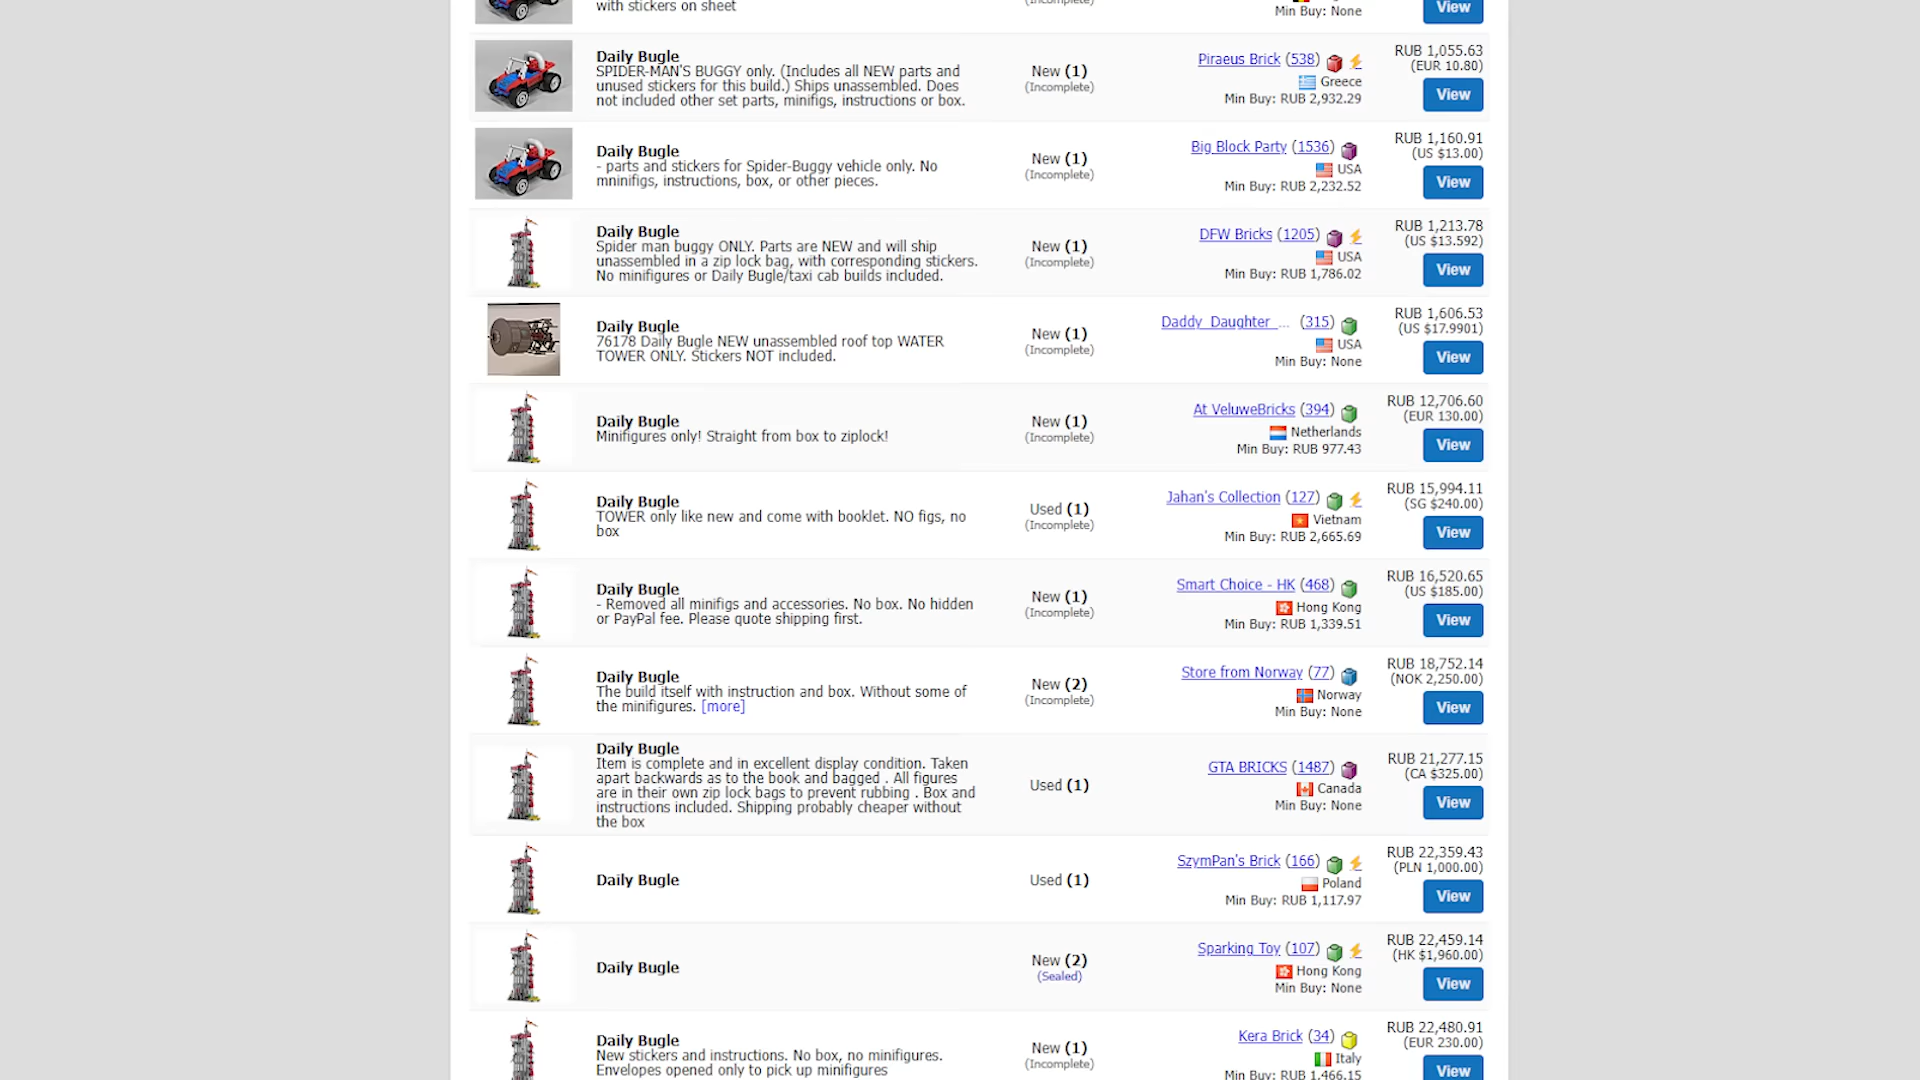 with stickers on sheet
Min Buy: None
View
Daily Bugle
SPIDER-MAN'S BUGGY only. (Includes all NEW parts and
unused stickers for this build.) Ships unassembled. Does
not included other set parts, minifigs, instructions or box.
New (1)
(Incomplete)
Piraeus Brick (538)
Greece
Min Buy: RUB 2,932.29
RUB 1,055.63
(EUR 10.80)
View
Daily Bugle
- parts and stickers for Spider-Buggy vehicle only. No
mninifigs, instructions, box, or other pieces.
New (1)
(Incomplete)
Big Block Party (1536)
USA
Min Buy: RUB 2,232.52
RUB 1,160.91
(US $13.00)
View
Daily Bugle
Spider man buggy ONLY. Parts are NEW and will ship
unassembled in a zip lock bag, with corresponding stickers.
No minifigures or Daily Bugle/taxi cab builds included.
New (1)
(Incomplete)
DFW Bricks (1205)
USA
Min Buy: RUB 1,786.02
RUB 1,213.78
(US $13.592)
View
Daily Bugle
76178 Daily Bugle NEW unassembled roof top WATER
TOWER ONLY. Stickers NOT included.
New (1)
(Incomplete)
Daddy_Daughter_... (315)
USA
Min Buy: None
RUB 1,606.53
(US $17.9901)
View
Daily Bugle
Minifigures only! Straight from box to ziplock!
New (1)
(Incomplete)
At VeluweBricks (394)
Netherlands
Min Buy: RUB 977.43
RUB 12,706.60
(EUR 130.00)
View
Daily Bugle
TOWER only like new and come with booklet. NO figs, no
box
Used (1)
(Incomplete)
Jahan's Collection (127)
Vietnam
Min Buy: RUB 2,665.69
RUB 15,994.11
(SG $240.00)
View
Daily Bugle
- Removed all minifigs and accessories. No box. No hidden
or PayPal fee. Please quote shipping first.
New (1)
(Incomplete)
Smart Choice - HK (468)
Hong Kong
Min Buy: RUB 1,339.51
RUB 16,520.65
(US $185.00)
View
Daily Bugle
The build itself with instruction and box. Without some of
the minifigures. [more]
New (2)
(Incomplete)
Store from Norway (77)
Norway
Min Buy: None
RUB 18,752.14
(NOK 2,250.00)
View
Daily Bugle
Item is complete and in excellent display condition. Taken
apart backwards as to the book and bagged . All figures
are in their own zip lock bags to prevent rubbing . Box and
instructions included. Shipping probably cheaper without
the box
Used (1)
GTA BRICKS (1487)
Canada
Min Buy: None
RUB 21,277.15
(CA $325.00)
View
Daily Bugle
Used (1)
SzymPan's Brick (166)
Poland
Min Buy: RUB 1,117.97
RUB 22,359.43
(PLN 1,000.00)
View
Daily Bugle
New (2)
(Sealed)
Sparking Toy (107)
Hong Kong
Min Buy: None
RUB 22,459.14
(HK $1,960.00)
View
Daily Bugle
New stickers and instructions. No box, no minifigures.
Envelopes opened only to pick up minifigures
New (1)
(Incomplete)
Kera Brick (34)
Italy
Min Buy: RUB 1,466.15
RUB 22,480.91
(EUR 230.00)
View